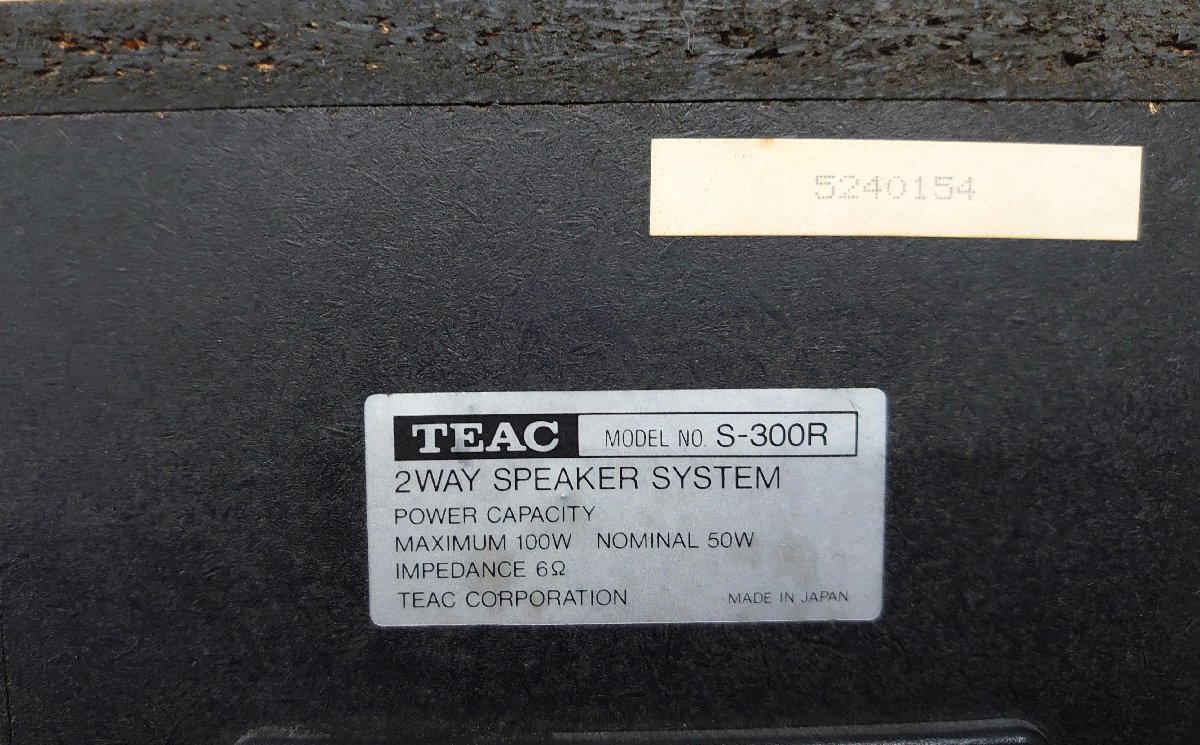 5240154
TEAC MODEL NO. S-300R
2WAY SPEAKER SYSTEM
POWER CAPACITY
MAXIMUM 100W NOMINAL 50W
IMPEDANCE 6Ω
TEAC CORPORATION MADE IN JAPAN